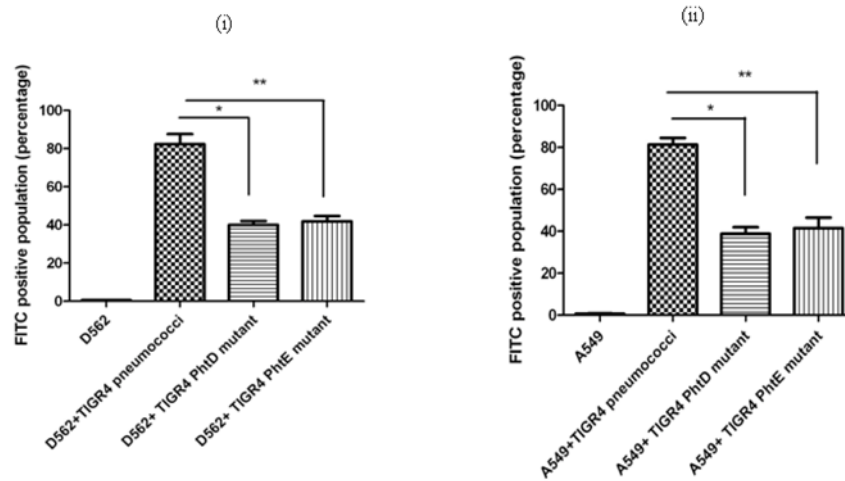 (i)
FITC positive population (percentage)
100
80
60
40
20
0
*
**
D562
D562+TIGR4 pneumococci
D562+ TIGR4 PhtD mutant
D562+ TIGR4 PhtE mutant
(ii)
FITC positive population (percentage)
100
80
60
40
20
0
*
**
A549
A549+TIGR4 pneumococci
A549+ TIGR4 PhtD mutant
A549+ TIGR4 PhtE mutant